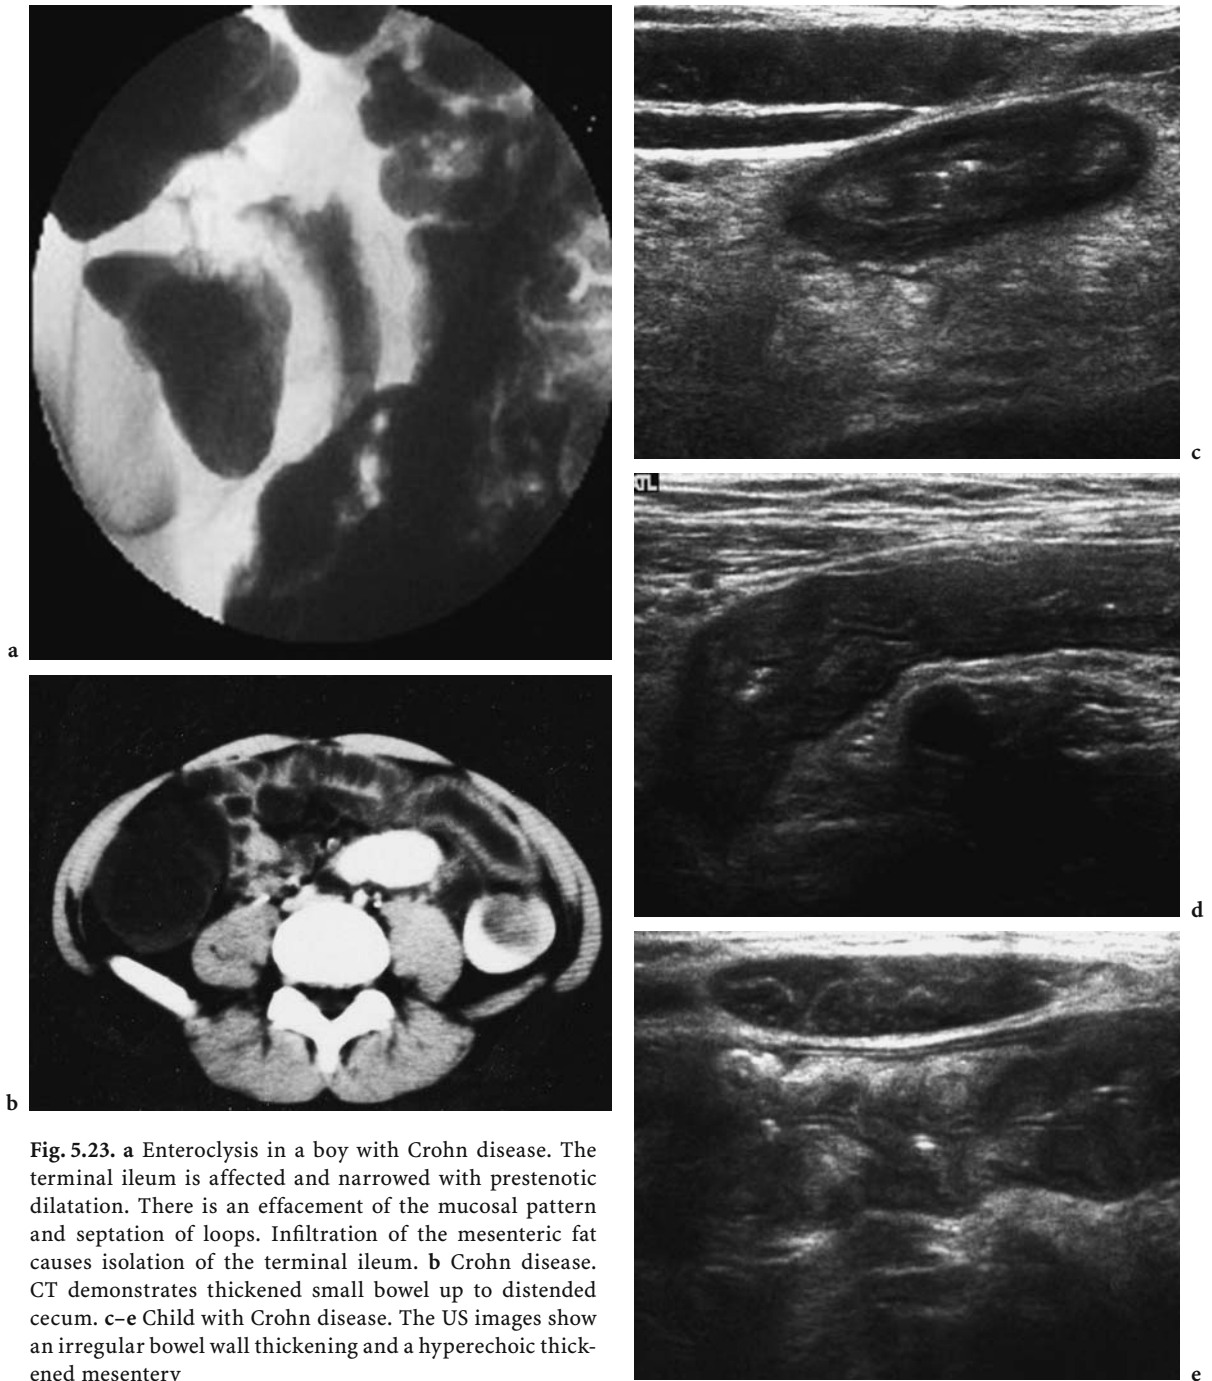 c
TL
a
d
b
e
Fig. 5.23. a Enteroclysis in a boy with Crohn disease. The
terminal ileum is affected and narrowed with prestenotic
dilatation. There is an effacement of the mucosal pattern
and septation of loops. Infiltration of the mesenteric fat
causes isolation of the terminal ileum. b Crohn disease.
CT demonstrates thickened small bowel up to distended
cecum. c–e Child with Crohn disease. The US images show
an irregular bowel wall thickening and a hyperechoic thick-
ened mesentery